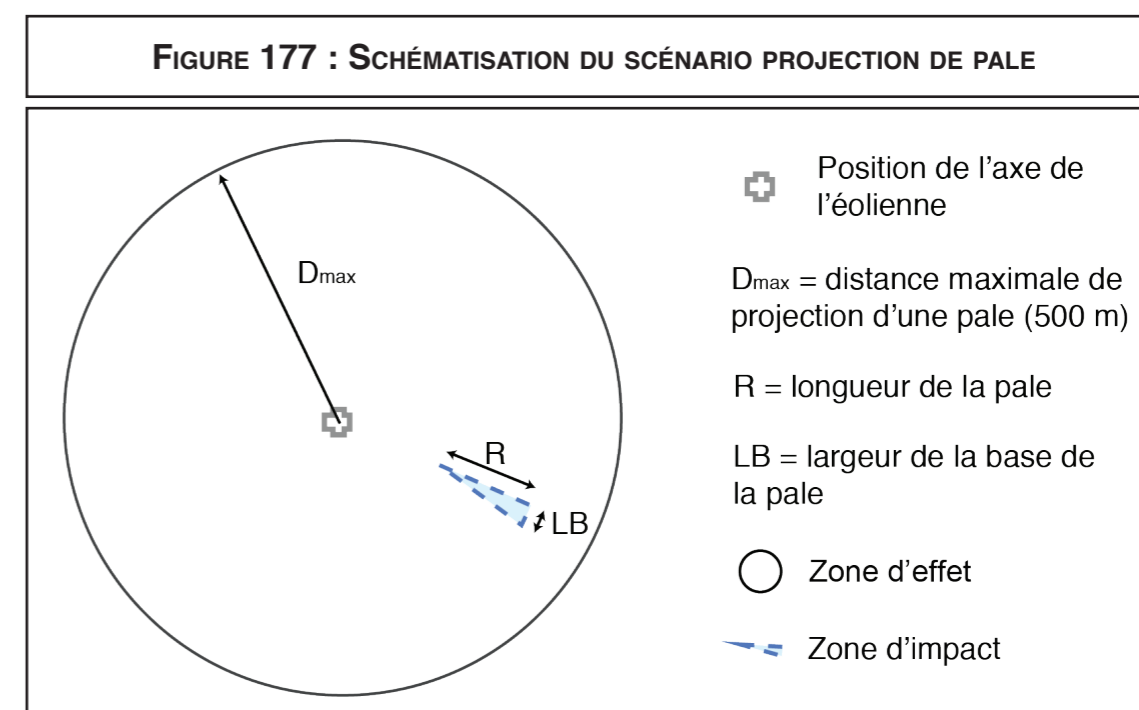 FIGURE 177 : SCHÉMATISATION DU SCÉNARIO PROJECTION DE PALE
Dmax
R
LB
Position de l'axe de
l'éolienne
Dmax = distance maximale de
projection d'une pale (500 m)
R = longueur de la pale
LB = largeur de la base de
la pale
Zone d'effet
Zone d'impact